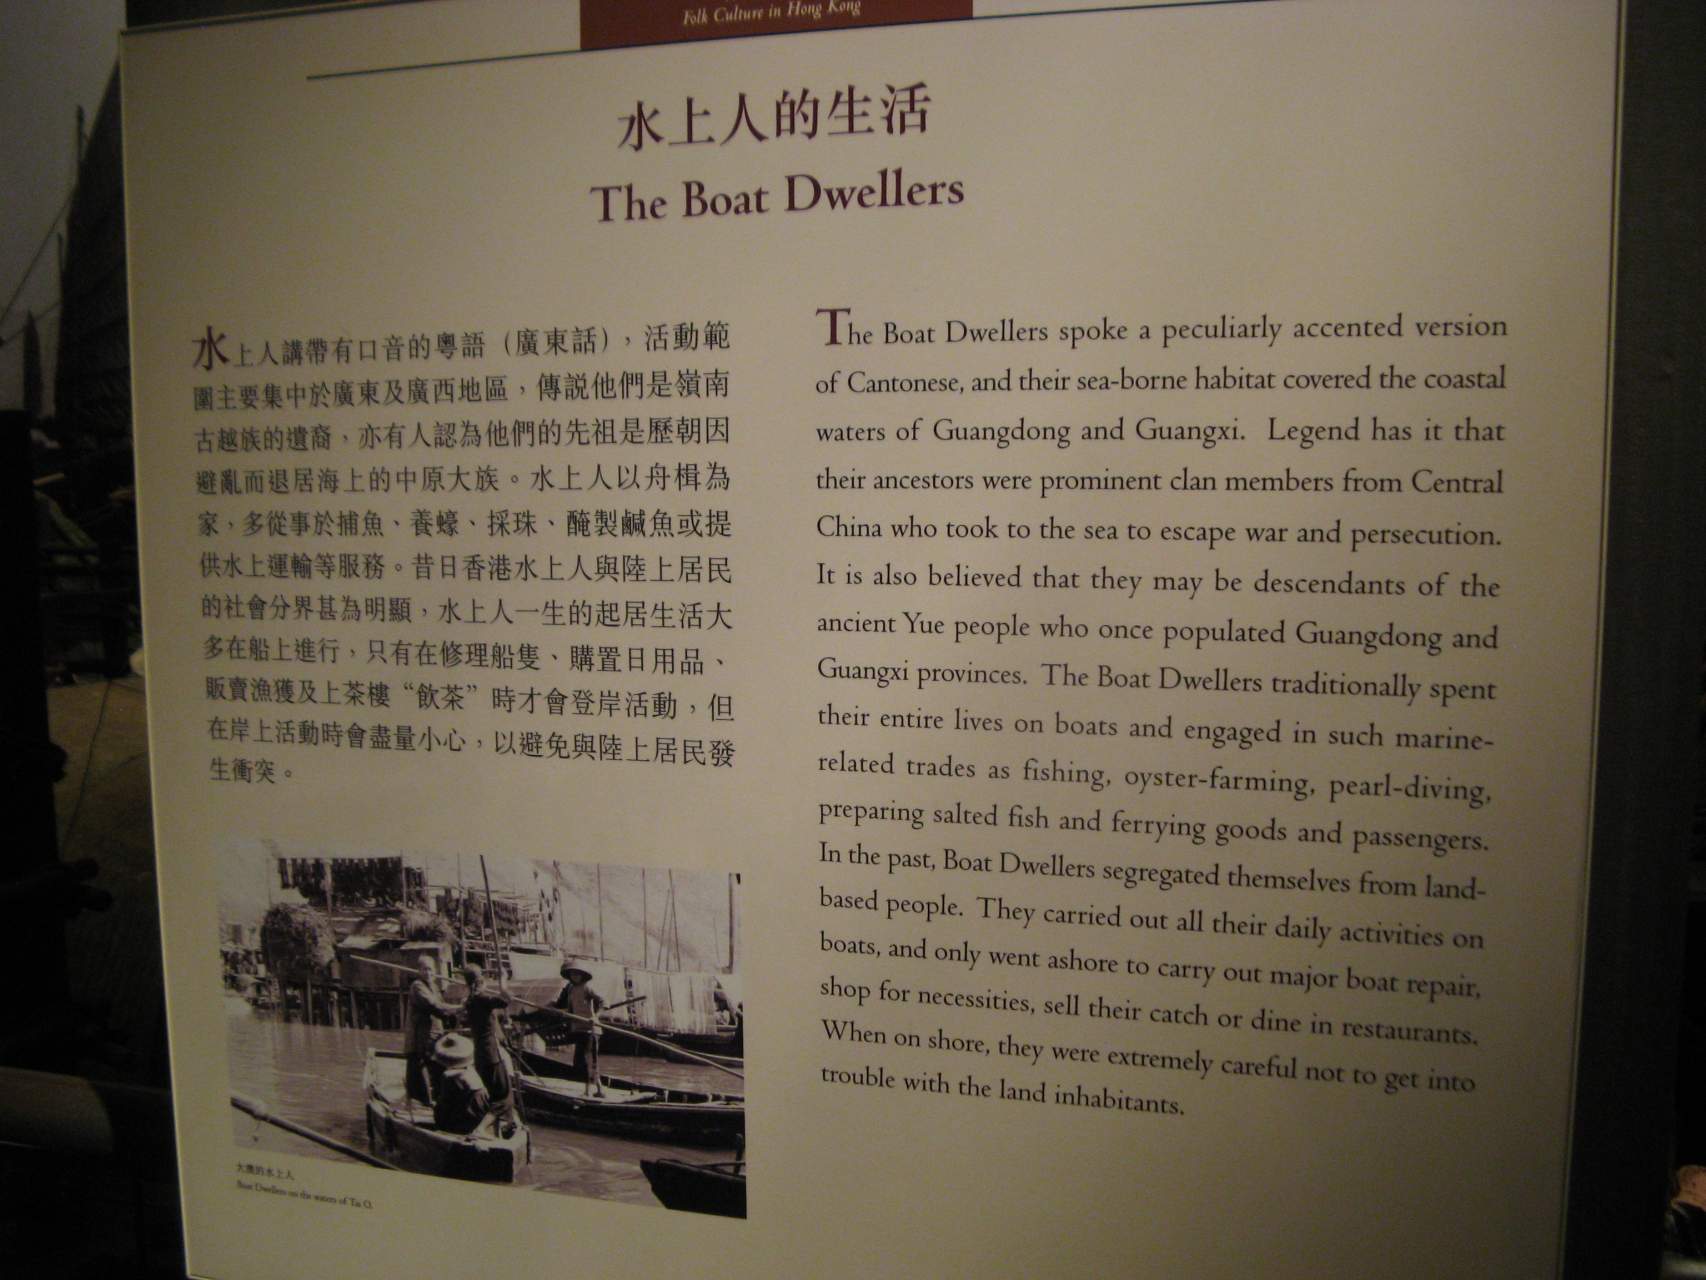 Folk Culture in Hong Kong
水上人的生活
The Boat Dwellers
水上人講帶有口音的粵語（廣東話），活動範
圍主要集中於廣東及廣西地區，傳説他們是嶺南
古越族的遺裔，亦有人認為他們的先祖是歷朝因
避亂而退居海上的中原大族。水上人以舟楫為
家，多從事於捕魚、養蠔、採珠、醃製鹹魚或提
供水上運輸等服務。昔日香港水上人與陸上居民
的社會分界甚為明顯，水上人一生的起居生活大
多在船上進行，只有在修理船隻、購置日用品、
販賣漁獲及上茶樓“飲茶”時才會登岸活動，但
在岸上活動時會盡量小心，以避免與陸上居民發
生衝突。
大澳的水上人
Boat Dwellers on the waters of Tai O.
The Boat Dwellers spoke a peculiarly accented version
of Cantonese, and their sea-borne habitat covered the coastal
waters of Guangdong and Guangxi. Legend has it that
their ancestors were prominent clan members from Central
China who took to the sea to escape war and persecution.
It is also believed that they may be descendants of the
ancient Yue people who once populated Guangdong and
Guangxi provinces. The Boat Dwellers traditionally spent
their entire lives on boats and engaged in such marine-
related trades as fishing, oyster-farming, pearl-diving,
preparing salted fish and ferrying goods and passengers.
In the past, Boat Dwellers segregated themselves from land-
based people. They carried out all their daily activities on
boats, and only went ashore to carry out major boat repair,
shop for necessities, sell their catch or dine in restaurants.
When on shore, they were extremely careful not to get into
trouble with the land inhabitants.